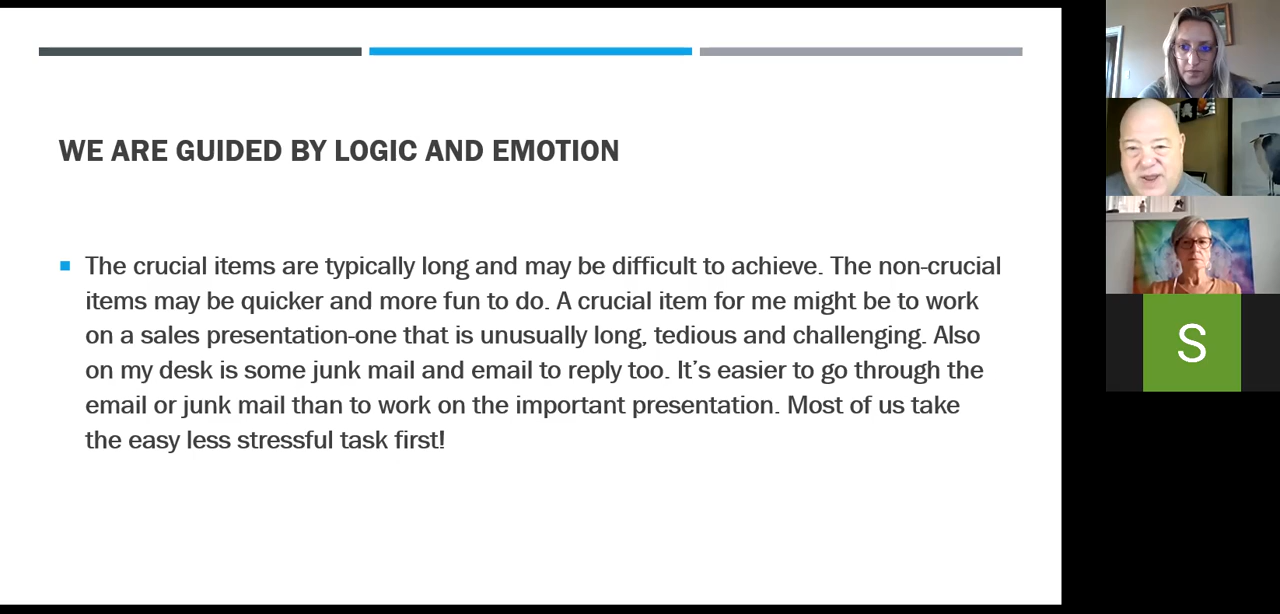 WE ARE GUIDED BY LOGIC AND EMOTION
The crucial items are typically long and may be difficult to achieve. The non-crucial
items may be quicker and more fun to do. A crucial item for me might be to work
on a sales presentation-one that is unusually long, tedious and challenging. Also
on my desk is some junk mail and email to reply too. It’s easier to go through the
email or junk mail than to work on the important presentation. Most of us take
the easy less stressful task first!
S